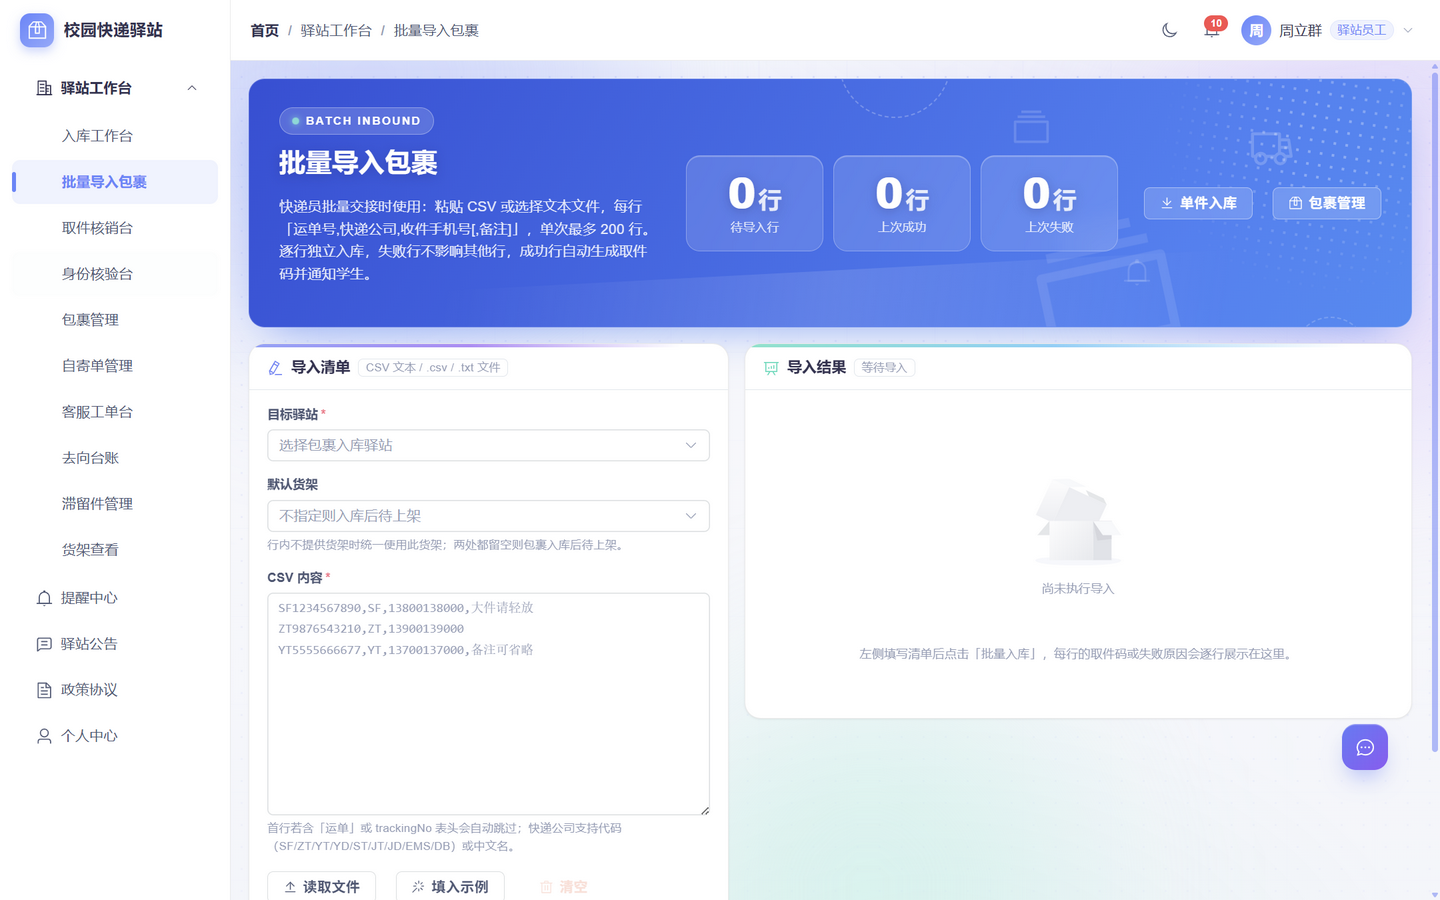 校园快递驿站
首页 / 驿站工作台 / 批量导入包裹
10
周
周立群
驿站员工
驿站工作台
入库工作台
批量导入包裹
取件核销台
身份核验台
包裹管理
自寄单管理
客服工单台
去向台账
滞留件管理
货架查看
提醒中心
驿站公告
政策协议
个人中心
BATCH INBOUND
批量导入包裹
快递员批量交接时使用：粘贴 CSV 或选择文本文件，每行
「运单号,快递公司,收件手机号[,备注]」，单次最多 200 行。
逐行独立入库，失败行不影响其他行，成功行自动生成取件
码并通知学生。
0行
待导入行
0行
上次成功
0行
上次失败
单件入库
包裹管理
导入清单
CSV 文本 / .csv / .txt 文件
目标驿站 *
选择包裹入库驿站
默认货架
不指定则入库后待上架
行内不提供货架时统一使用此货架；两处都留空则包裹入库后待上架。
CSV 内容 *
SF1234567890,SF,13800138000,大件请轻放
ZT9876543210,ZT,13900139000
YT5555666677,YT,13700137000,备注可省略
首行若含「运单」或 trackingNo 表头会自动跳过；快递公司支持代码
（SF/ZT/YT/YD/ST/JT/JD/EMS/DB）或中文名。
读取文件
填入示例
清空
导入结果
等待导入
尚未执行导入
左侧填写清单后点击「批量入库」，每行的取件码或失败原因会逐行展示在这里。